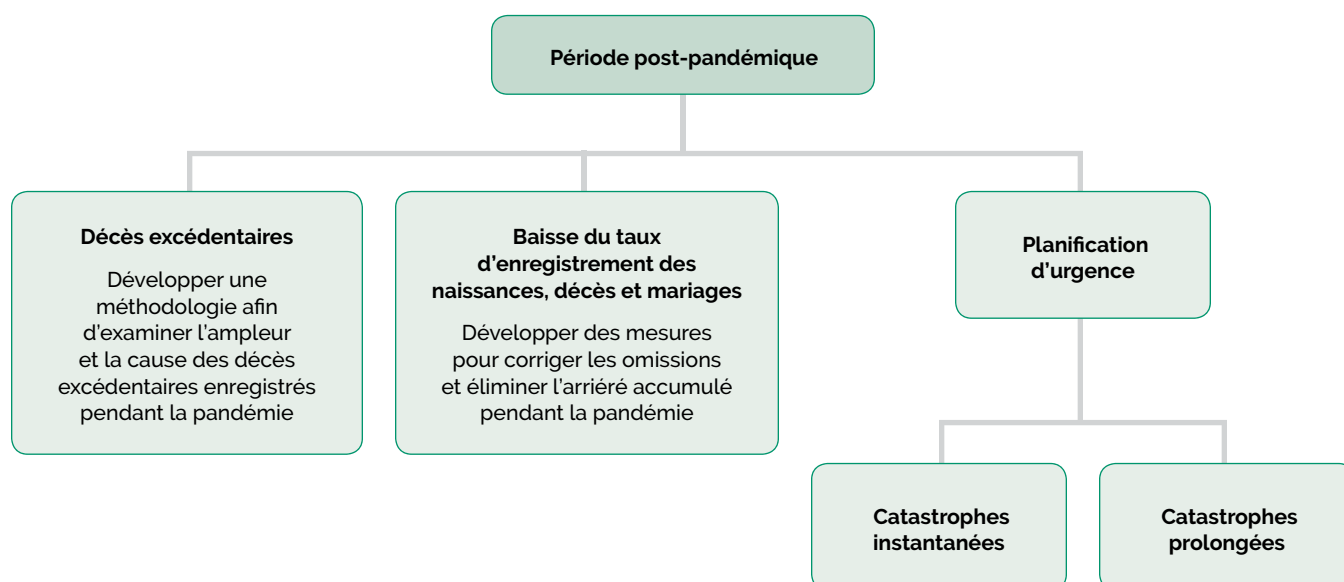 Période post-pandémique
Décès excédentaires
Développer une
méthodologie afin
d'examiner l'ampleur
et la cause des décès
excédentaires enregistrés
pendant la pandémie
Baisse du taux
d'enregistrement des
naissances, décès et mariages
Développer des mesures
pour corriger les omissions
et éliminer l'arriéré accumulé
pendant la pandémie
Planification
d'urgence
Catastrophes
instantanées
Catastrophes
prolongées